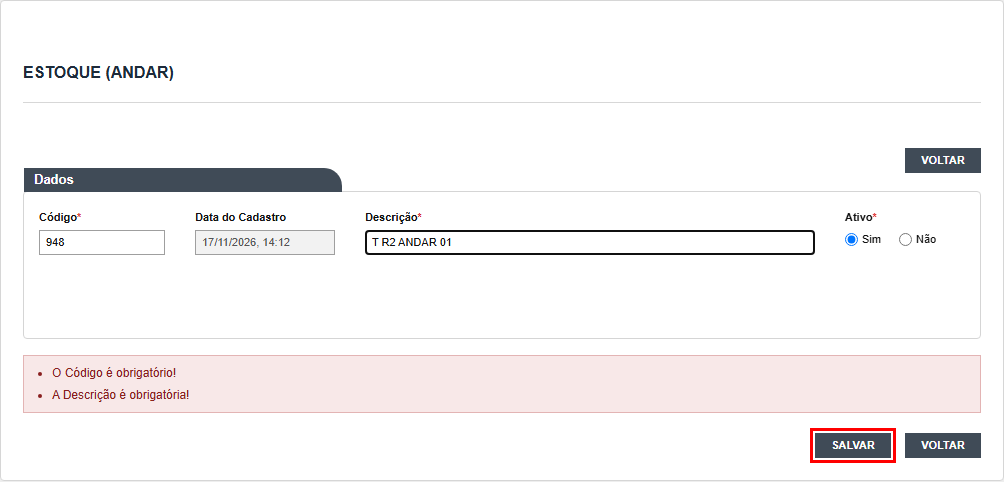 ESTOQUE (ANDAR)
VOLTAR
Dados
Código* Data do Cadastro Descrição* Ativo*
948 17/11/2026, 14:12 T R2 ANDAR 01 Sim Não
O Código é obrigatório!
A Descrição é obrigatória!
SALVAR VOLTAR